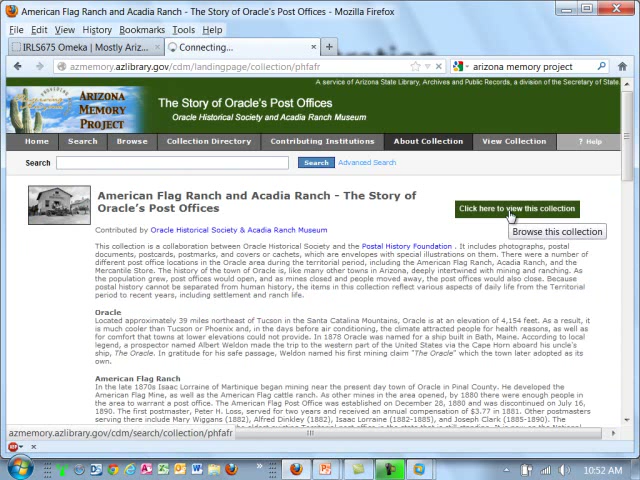 American Flag Ranch and Acadia Ranch - The Story of Oracle's Post Offices - Mozilla Firefox
File Edit View History Bookmarks Tools Help
IRLS675 Omeka | Mostly Ariz... × Connecting... × +
azmemory.azlibrary.gov/cdm/landingpage/collection/phfafr
arizona memory project
A service of Arizona State Library, Archives and Public Records, a division of the Secretary of State.
ARIZONA
MEMORY
PROJECT
The Story of Oracle's Post Offices
Oracle Historical Society & Acadia Ranch Museum
Home Search Browse Collection Directory Contributing Institutions About Collection View Collection ? Help
Search Search Advanced Search
American Flag Ranch and Acadia Ranch - The Story of
Oracle's Post Offices
Click here to view this collection
Browse this collection
Contributed by Oracle Historical Society & Acadia Ranch Museum
This collection is a collaboration between Oracle Historical Society and the Postal History Foundation . It includes photographs, postal
documents, postcards, postmarks, and covers or cachets, which are envelopes with special illustrations on them. There were a number of
different post office locations in the Oracle area during the territorial period, including the American Flag Ranch, Acadia Ranch, and the
Mercantile Store. The history of the town of Oracle, is, like many other towns in Arizona, deeply intertwined with mining and ranching. As
the population grew, post offices would open, and as mines closed and people moved away, the post offices would also close. Because
postal history cannot be separated from human history, the items in this collection reflect various aspects of daily life from the Territorial
period to recent years, including settlement and ranch life.
Oracle
Located approximately 39 miles northeast of Tucson in the Santa Catalina Mountains, Oracle is at an elevation of 4,154 feet. As a result, it
is much cooler than Tucson or Phoenix and, in the days before air conditioning, the climate attracted people for health reasons, as well as
for comfort that towns at lower elevations could not provide. In 1878 Oracle was named for a ship built in Bath, Maine. According to local
legend, a prospector named Albert Weldon made the trip to the western part of the United States via the Cape Horn aboard his uncle's
ship, The Oracle. In gratitude for his safe passage, Weldon named his first mining claim "The Oracle" which the town later adopted as its
own.
American Flag Ranch
In the late 1870s Isaac Lorraine of Martinique began mining near the present day town of Oracle in Pinal County. He developed the
American Flag Mine, as well as the American Flag cattle ranch. As other mines in the area opened, by 1880 there were enough people in
the area to warrant a post office. The American Flag Post Office was established on December 28, 1880 and was discontinued on July 16,
1890. The first postmaster, Peter H. Loss, served for two years and received an annual compensation of $3.77 in 1881. Other postmasters
serving there include Mary Wiggans (1882), Alfred Dinkley (1882-1885), and Joseph Clark (1885-1890). The
azmemory.azlibrary.gov/cdm/search/collection/phfafr
10:52 AM